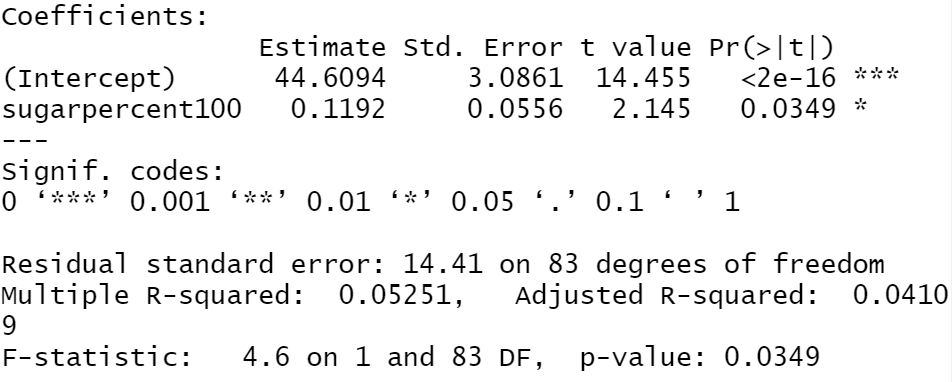 Coefficients:
               Estimate Std. Error t value Pr(>|t|)
(Intercept)     44.6094     3.0861  14.455   <2e-16 ***
sugarpercent100  0.1192     0.0556   2.145   0.0349 *
---
Signif. codes:
0 ‘***’ 0.001 ‘**’ 0.01 ‘*’ 0.05 ‘.’ 0.1 ‘ ’ 1

Residual standard error: 14.41 on 83 degrees of freedom
Multiple R-squared:  0.05251,	Adjusted R-squared:  0.0410
9
F-statistic:   4.6 on 1 and 83 DF,  p-value: 0.0349